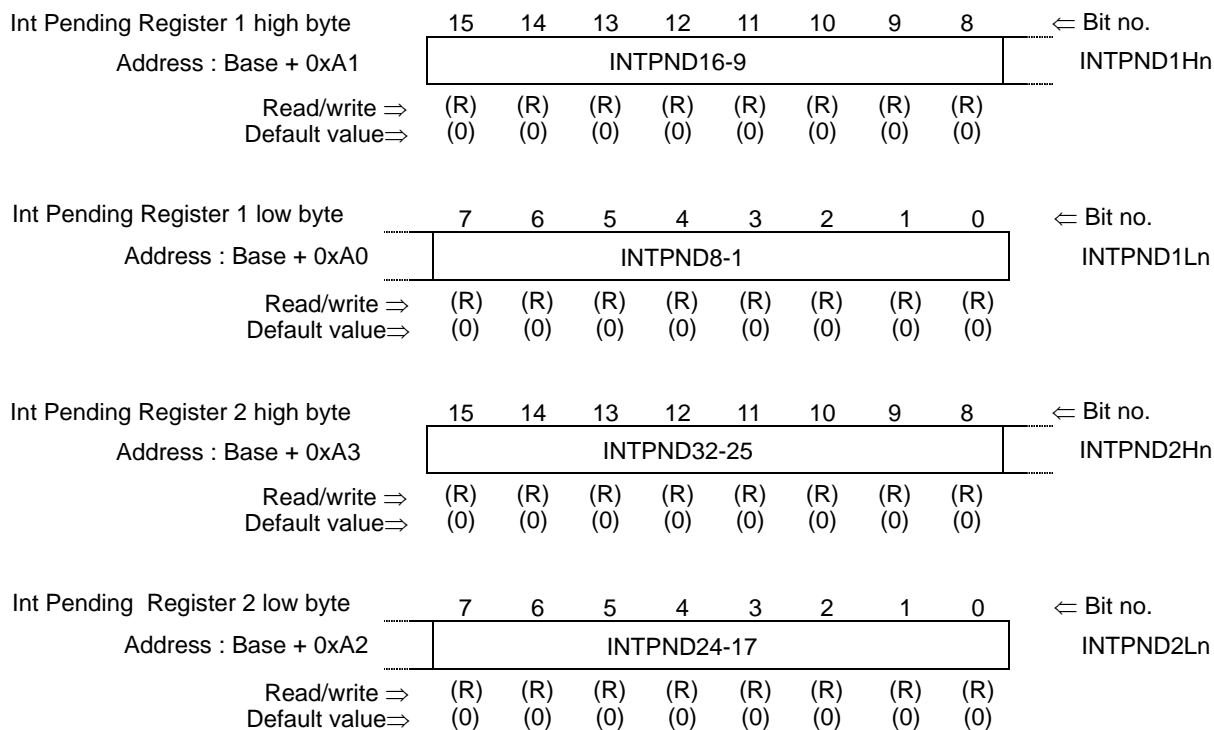 Int Pending Register 1 high byte 15 14 13 12 11 10 9 8 ⇐ Bit no.
Address : Base + 0xA1 INTPND16-9 INTPND1Hn
Read/write ⇒ (R) (R) (R) (R) (R) (R) (R) (R)
Default value⇒ (0) (0) (0) (0) (0) (0) (0) (0)
Int Pending Register 1 low byte 7 6 5 4 3 2 1 0 ⇐ Bit no.
Address : Base + 0xA0 INTPND8-1 INTPND1Ln
Read/write ⇒ (R) (R) (R) (R) (R) (R) (R) (R)
Default value⇒ (0) (0) (0) (0) (0) (0) (0) (0)
Int Pending Register 2 high byte 15 14 13 12 11 10 9 8 ⇐ Bit no.
Address : Base + 0xA3 INTPND32-25 INTPND2Hn
Read/write ⇒ (R) (R) (R) (R) (R) (R) (R) (R)
Default value⇒ (0) (0) (0) (0) (0) (0) (0) (0)
Int Pending Register 2 low byte 7 6 5 4 3 2 1 0 ⇐ Bit no.
Address : Base + 0xA2 INTPND24-17 INTPND2Ln
Read/write ⇒ (R) (R) (R) (R) (R) (R) (R) (R)
Default value⇒ (0) (0) (0) (0) (0) (0) (0) (0)